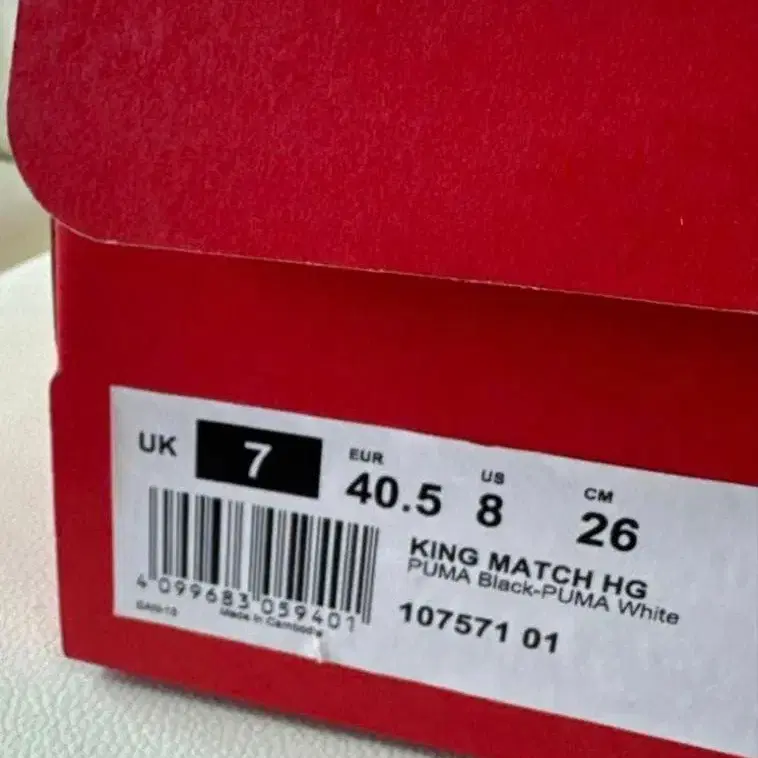 UK 7 EUR 40.5 US 8 CM 26
KING MATCH HG
PUMA Black-PUMA White
107571 01
4 099683 059401
Made in Cambodia